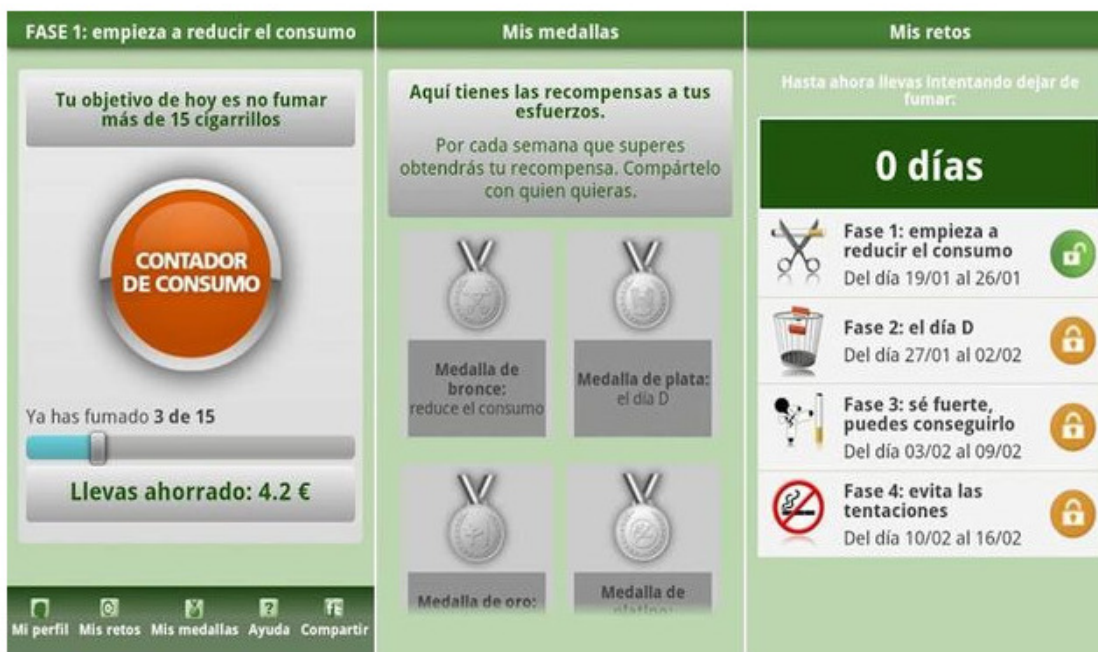 FASE 1: empieza a reducir el consumo
Tu objetivo de hoy es no fumar
más de 15 cigarrillos
CONTADOR
DE CONSUMO
Ya has fumado 3 de 15
Llevas ahorrado: 4.2 €
Mi perfil
Mis retos
Mis medallas
Ayuda
Compartir
Mis medallas
Aquí tienes las recompensas a tus
esfuerzos.
Por cada semana que superes
obtendrás tu recompensa. Compártelo
con quien quieras.
Medalla de
bronce:
reduce el consumo
Medalla de plata:
el día D
Medalla de oro:
Medalla de
platino:
Mis retos
Hasta ahora llevas intentando dejar de
fumar:
0 días
Fase 1: empieza a
reducir el consumo
Del día 19/01 al 26/01
Fase 2: el día D
Del día 27/01 al 02/02
Fase 3: sé fuerte,
puedes conseguirlo
Del día 03/02 al 09/02
Fase 4: evita las
tentaciones
Del día 10/02 al 16/02